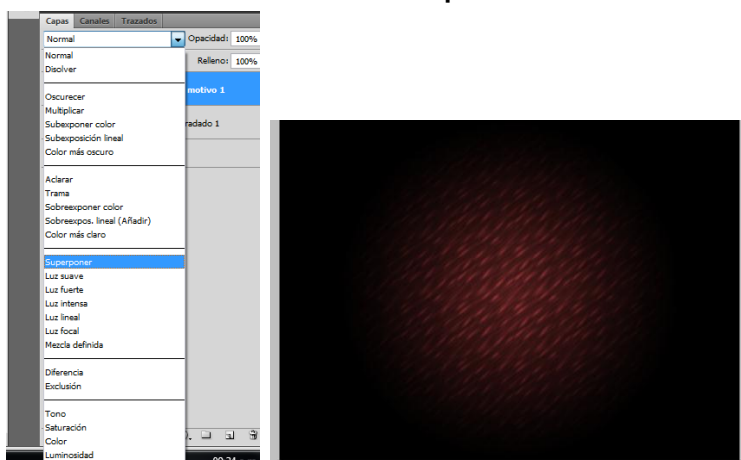 Capas Canales Trazados
Normal Opacidad: 100%
Normal Relleno: 100%
Disolver
motivo 1
Oscurecer
Multiplicar
Subexponer color radado 1
Subexposición lineal
Color más oscuro
Aclarar
Trama
Sobreexponer color
Sobreexpos. lineal (Añadir)
Color más claro
Superponer
Luz suave
Luz fuerte
Luz intensa
Luz lineal
Luz focal
Mezcla definida
Diferencia
Exclusión
Tono
Saturación
Color
Luminosidad